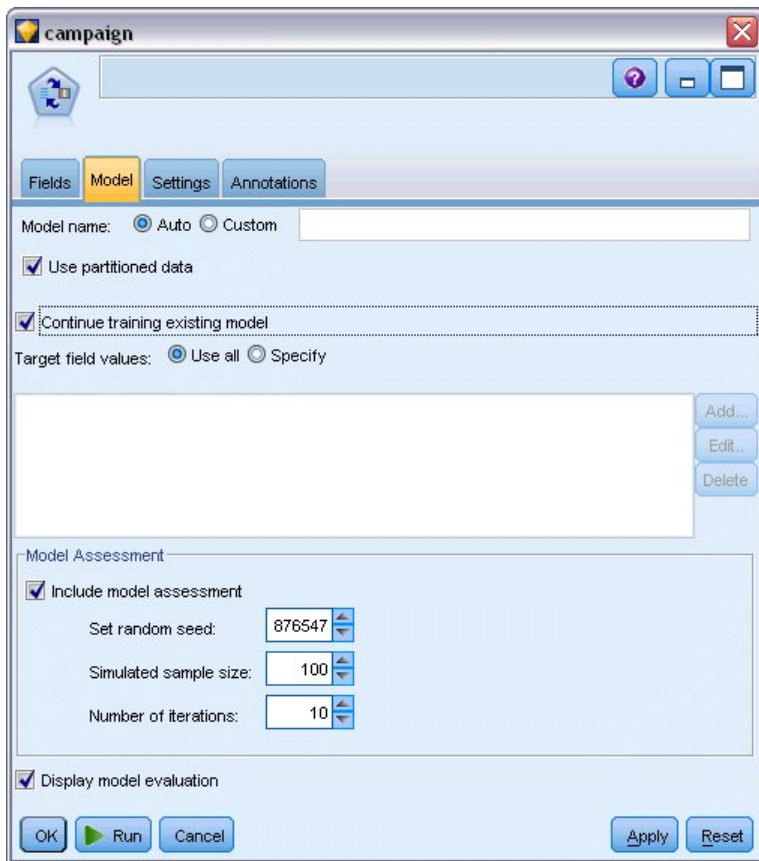 campaign
Fields Model Settings Annotations
Model name: Auto Custom
Use partitioned data
Continue training existing model
Target field values: Use all Specify
Add...
Edit..
Delete
Model Assessment
Include model assessment
Set random seed: 876547
Simulated sample size: 100
Number of iterations: 10
Display model evaluation
OK Run Cancel Apply Reset